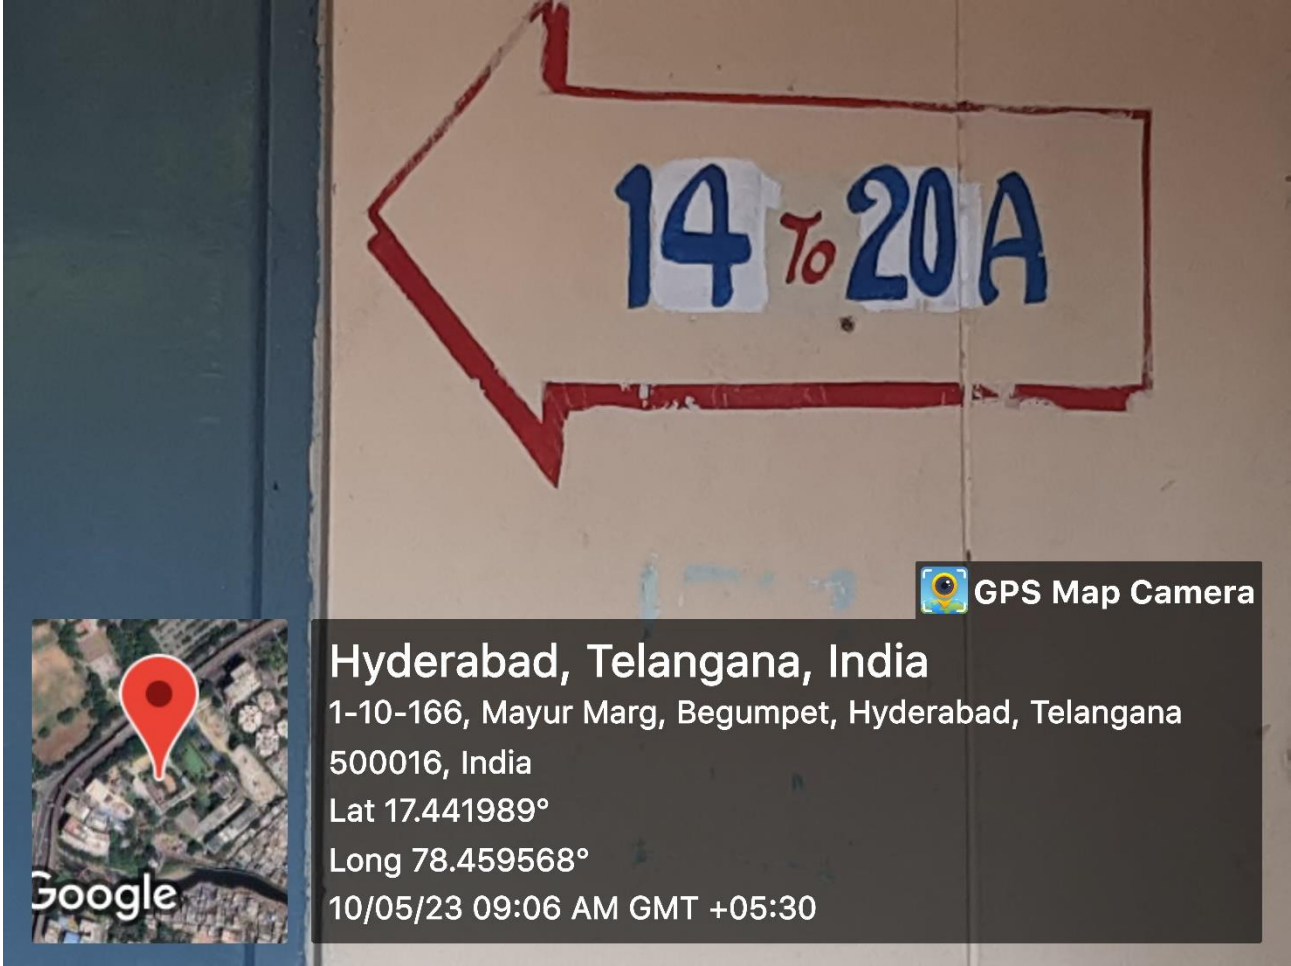 14 To 20 A
GPS Map Camera
Hyderabad, Telangana, India
1-10-166, Mayur Marg, Begumpet, Hyderabad, Telangana
500016, India
Lat 17.441989°
Long 78.459568°
10/05/23 09:06 AM GMT +05:30
Google